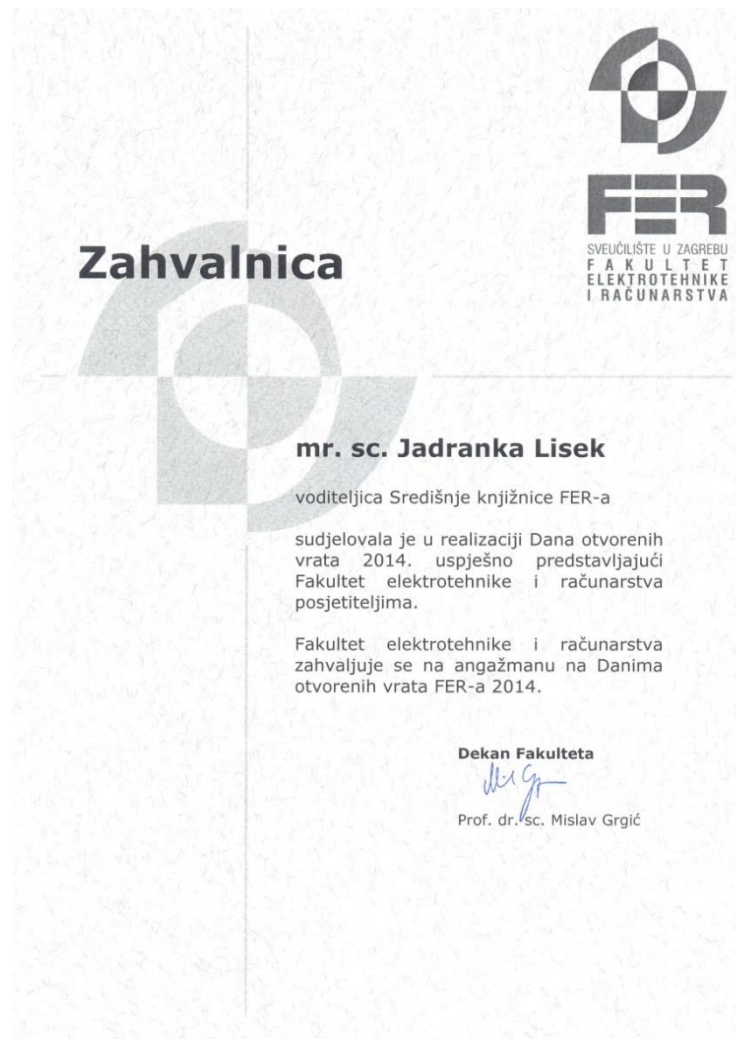 FER
SVEUČILIŠTE U ZAGREBU
FAKULTET
ELEKTROTEHNIKE
I RAČUNARSTVA
Zahvalnica
mr. sc. Jadranka Lisek
voditeljica Središnje knjižnice FER-a
sudjelovala je u realizaciji Dana otvorenih
vrata 2014. uspješno predstavljajući
Fakultet elektrotehnike i računarstva
posjetiteljima.
Fakultet elektrotehnike i računarstva
zahvaljuje se na angažmanu na Danima
otvorenih vrata FER-a 2014.
Dekan Fakulteta
Prof. dr. sc. Mislav Grgić